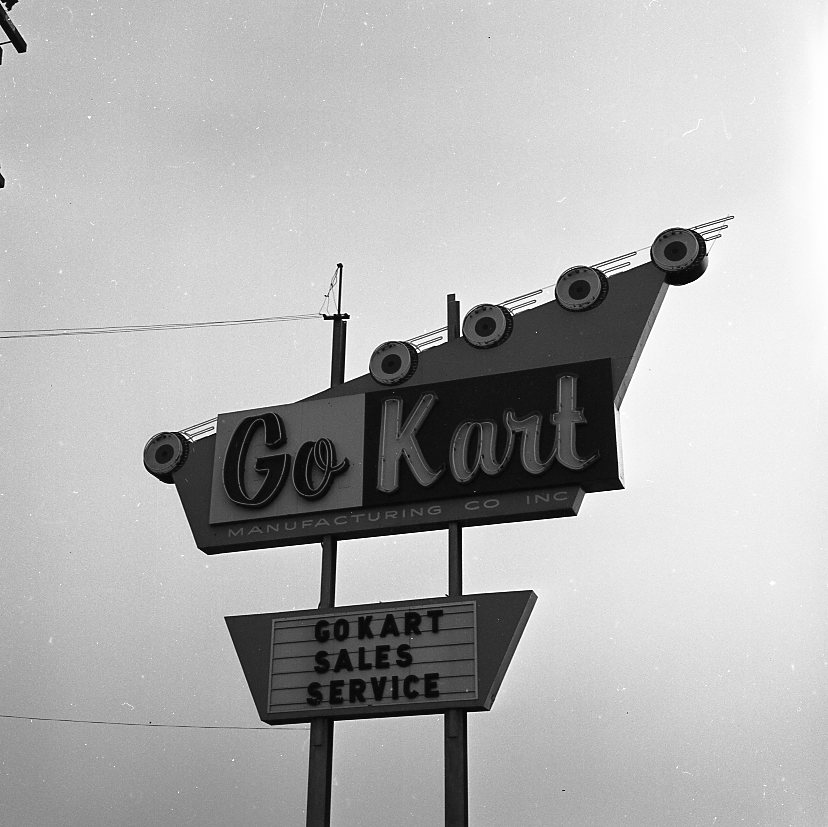 Go Kart
MANUFACTURING CO INC
GO KART
SALES
SERVICE